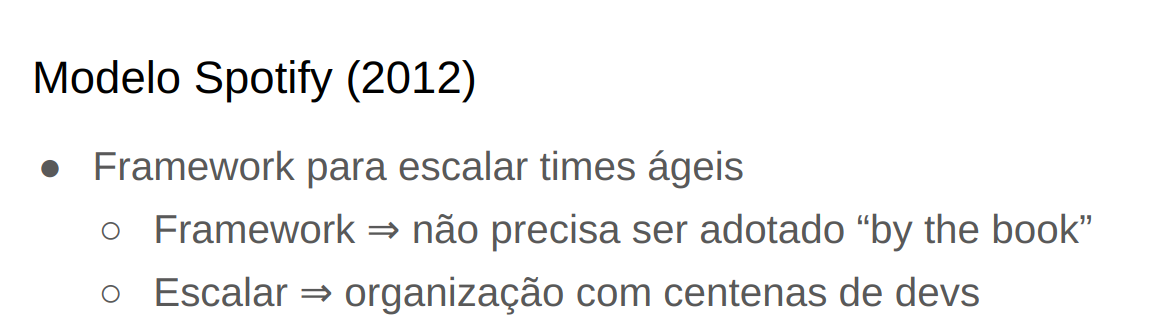 Modelo Spotify (2012)
● Framework para escalar times ágeis
○ Framework ⇒ não precisa ser adotado “by the book”
○ Escalar ⇒ organização com centenas de devs